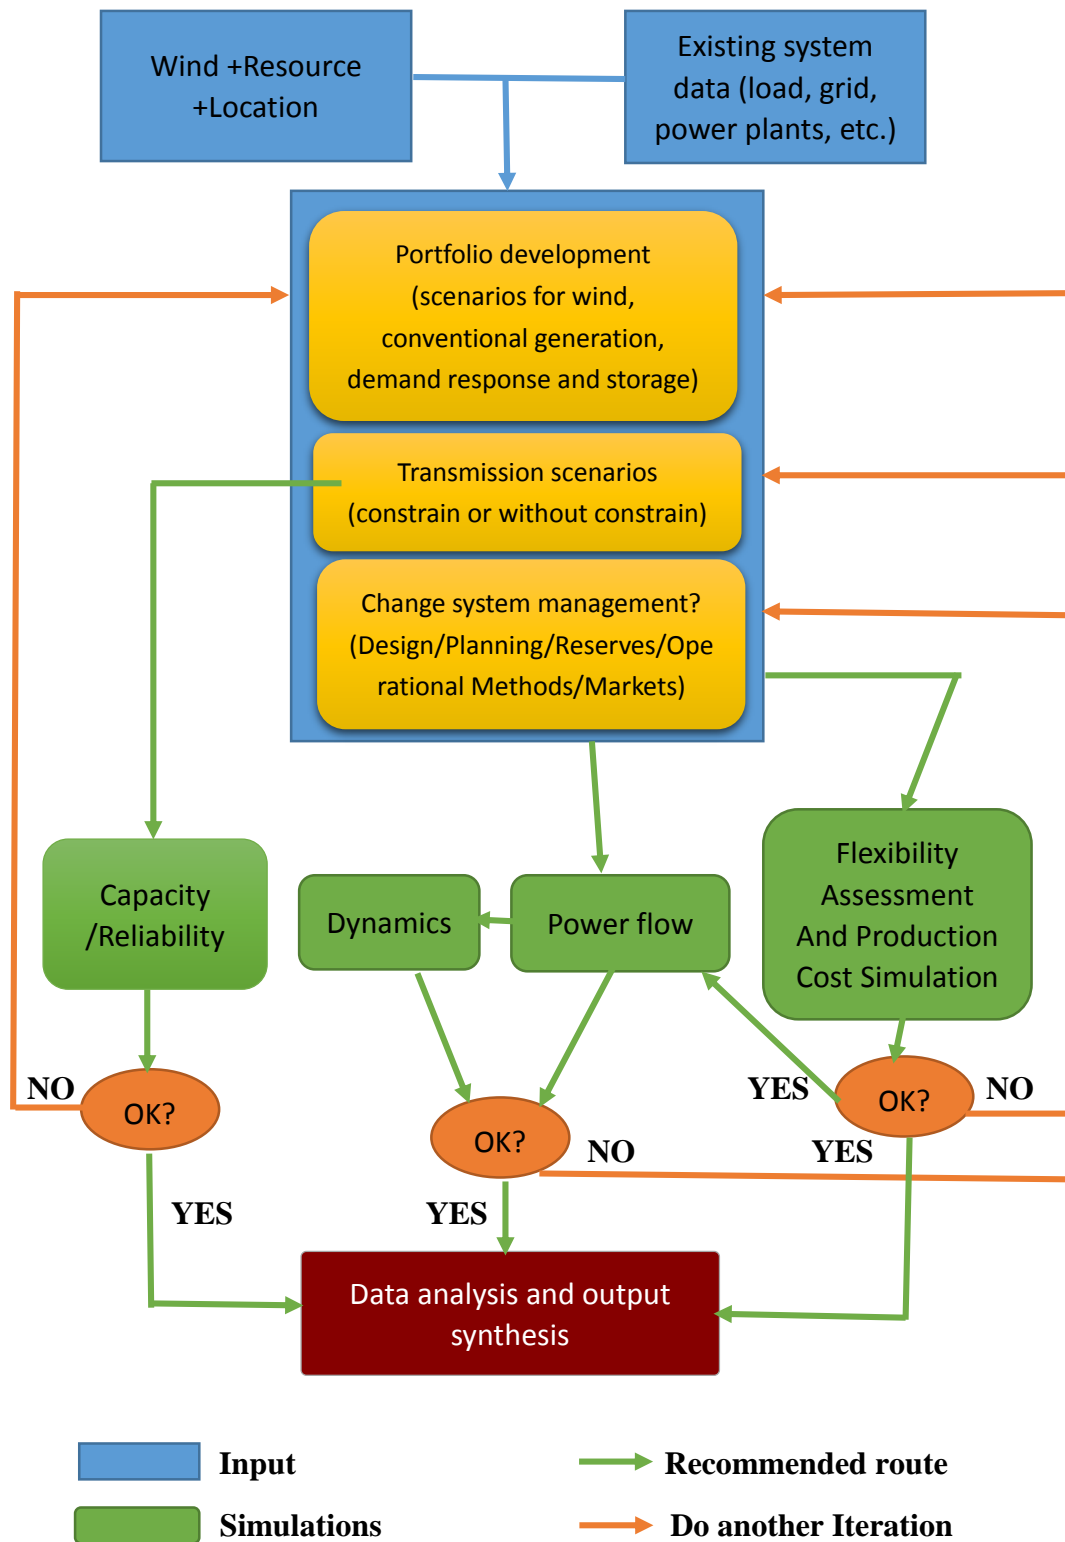 Wind +Resource
+Location
Existing system
data (load, grid,
power plants, etc.)
Portfolio development
(scenarios for wind,
conventional generation,
demand response and storage)
Transmission scenarios
(constrain or without constrain)
Change system management?
(Design/Planning/Reserves/Ope
rational Methods/Markets)
Capacity
/Reliability
Dynamics
Power flow
Flexibility
Assessment
And Production
Cost Simulation
NO
OK?
OK?
NO
YES
OK?
NO
YES
YES
YES
Data analysis and output
synthesis
Input
Recommended route
Simulations
Do another Iteration